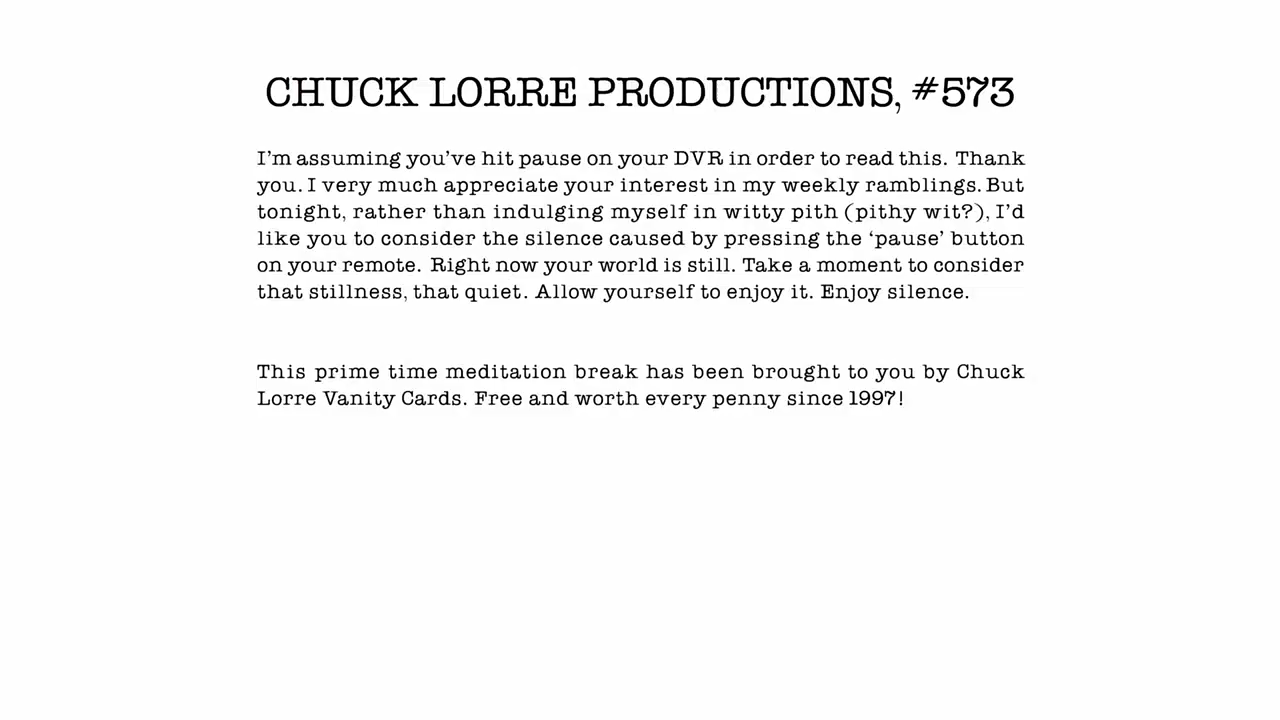 CHUCK LORRE PRODUCTIONS, #573
I’m assuming you’ve hit pause on your DVR in order to read this. Thank
you. I very much appreciate your interest in my weekly ramblings. But
tonight, rather than indulging myself in witty pith (pithy wit?), I’d
like you to consider the silence caused by pressing the ‘pause’ button
on your remote. Right now your world is still. Take a moment to consider
that stillness, that quiet. Allow yourself to enjoy it. Enjoy silence.
This prime time meditation break has been brought to you by Chuck
Lorre Vanity Cards. Free and worth every penny since 1997!